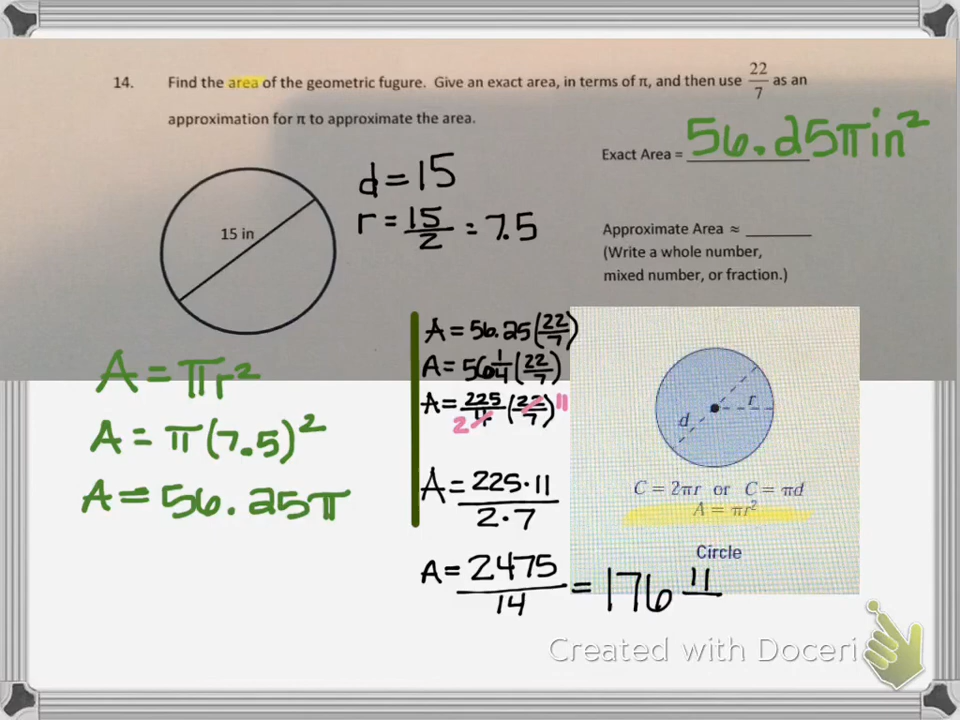 14. Find the area of the geometric fugure. Give an exact area, in terms of π, and then use 22/7 as an
approximation for π to approximate the area.
Exact Area = 56.25πin²
15 in
d=15
r=15/2=7.5
Approximate Area ≈ ______
(Write a whole number,
mixed number, or fraction.)
A=πr²
A=π(7.5)²
A=56.25π
A=56.25(22/7)
A=56 1/4(22/7)
A=225/4(22/7) 11
2
A=225·11/2·7
A=2475/14=176 11/
d
r
C = 2πr or C = πd
A = πr²
Circle
Created with Doceri